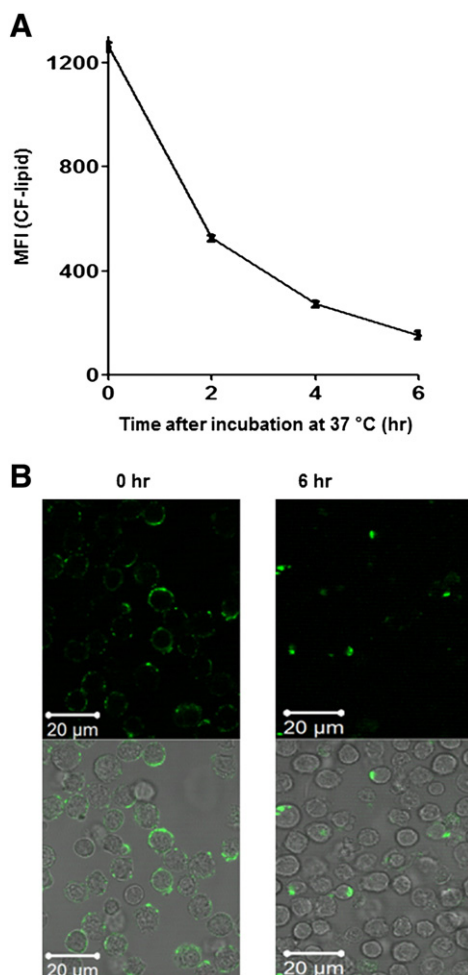 A
1200
800
400
0
MFI (CF-lipid)
0 2 4 6
Time after incubation at 37 °C (hr)
B
0 hr 6 hr
20 µm 20 µm
20 µm 20 µm